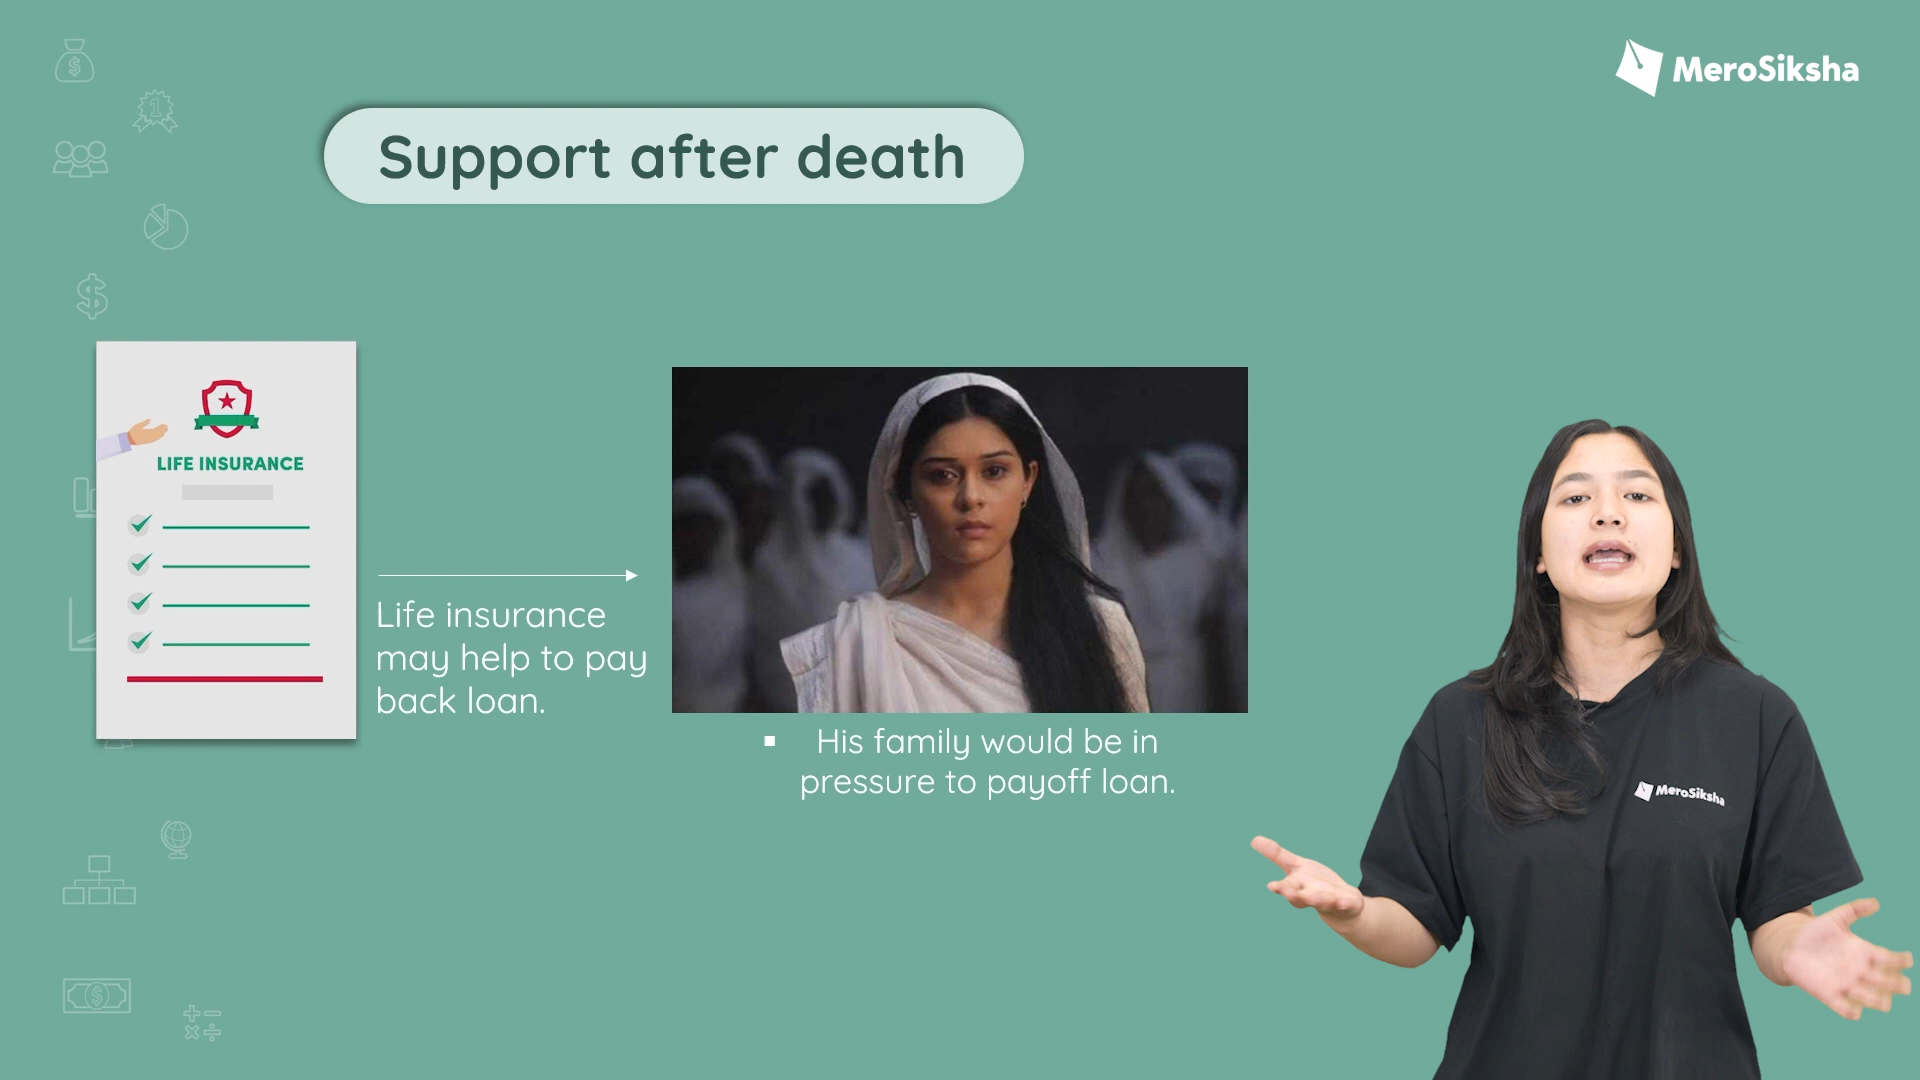 MeroSiksha
Support after death
LIFE INSURANCE
Life insurance
may help to pay
back loan.
▪ His family would be in
pressure to payoff loan.
MeroSiksha